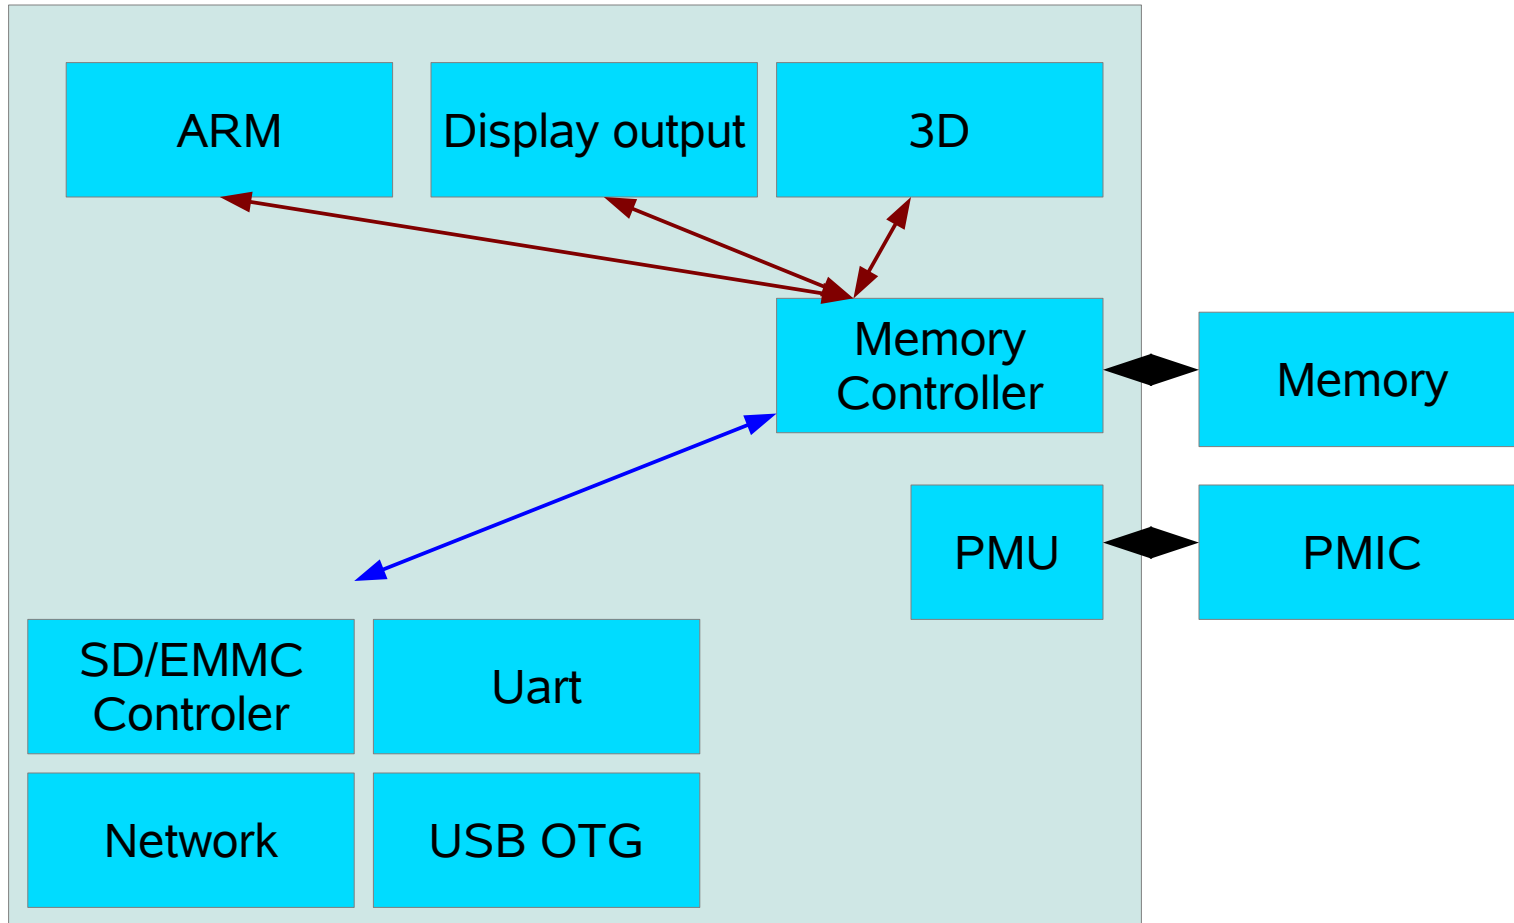 ARM
Display output
3D
Memory
Controller
Memory
PMU
PMIC
SD/EMMC
Controler
Uart
Network
USB OTG